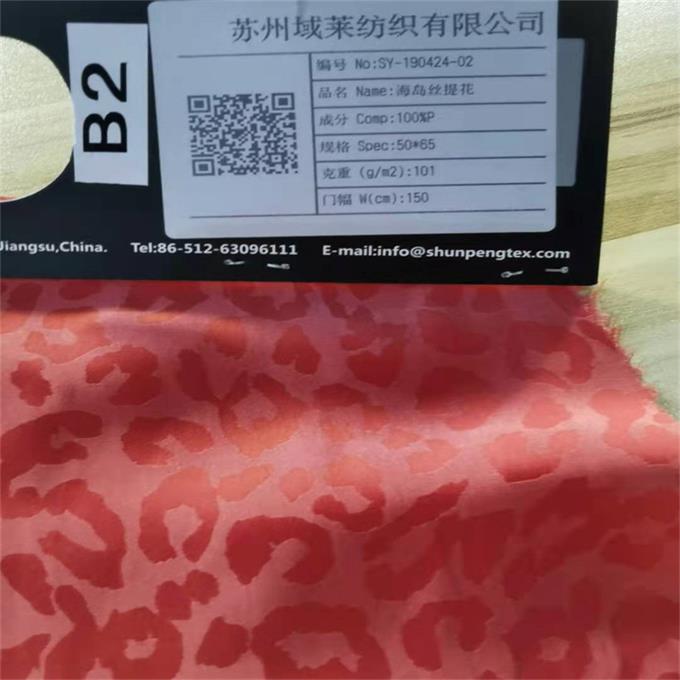 苏州域莱纺织有限公司
B2
编号 No:SY-190424-02
品名 Name:海岛丝提花
成分 Comp:100%P
规格 Spec:50*65
克重 (g/m2):101
门幅 W(cm):150
Jiangsu,China. Tel:86-512-63096111 E-mail:info@shunpengtex.com